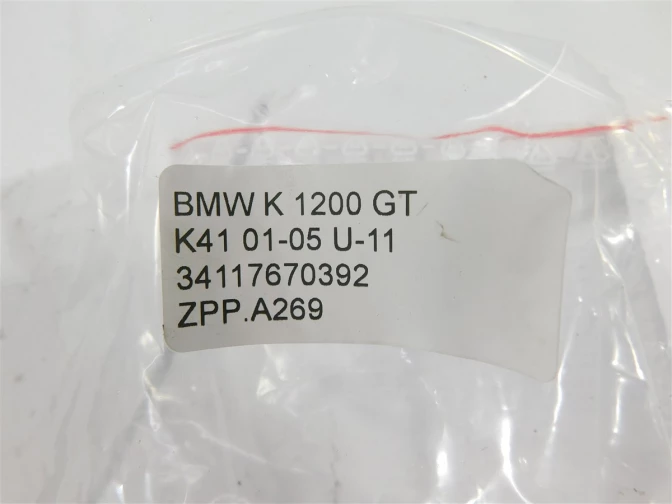 BMW K 1200 GT
K41 01-05 U-11
34117670392
ZPP.A269